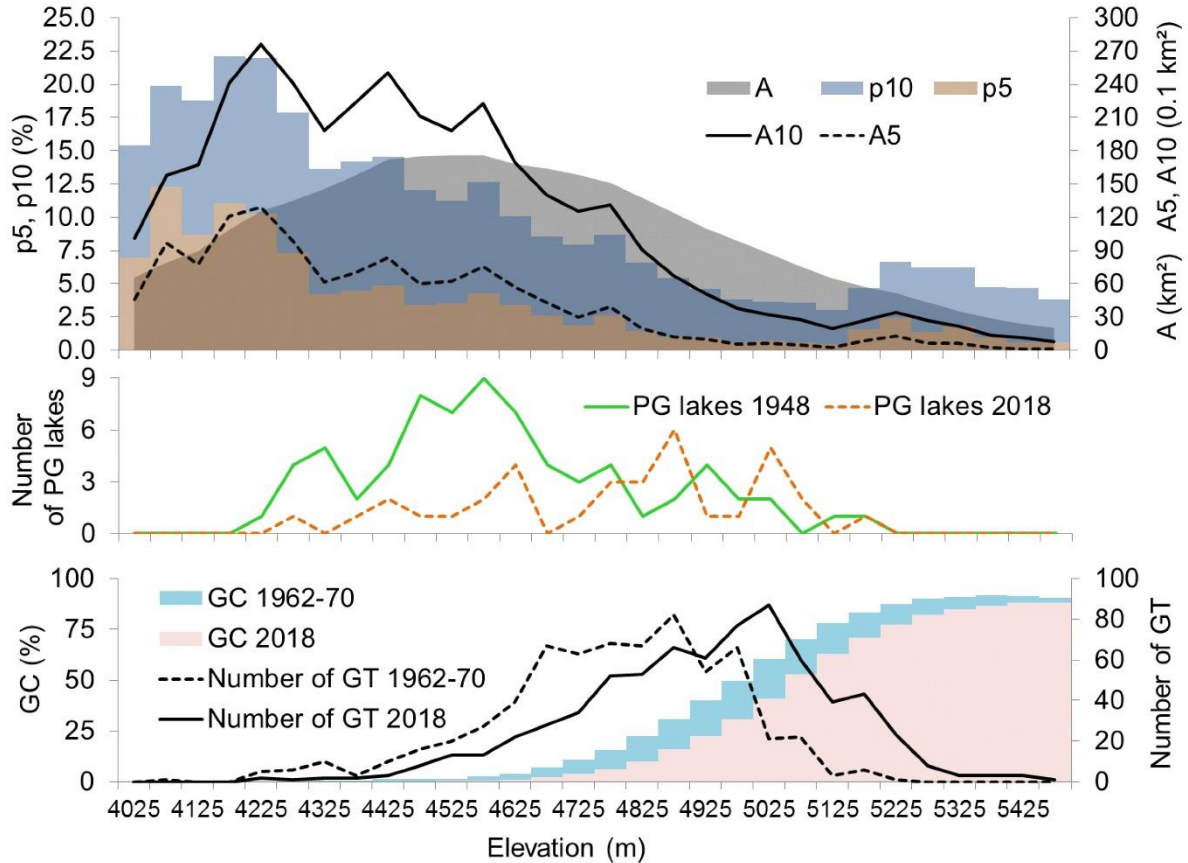 25.0
22.5
20.0
17.5
15.0
12.5
10.0
7.5
5.0
2.5
0.0
p5, p10 (%)
A
p10
p5
A10
A5
300
270
240
210
180
150
120
90
60
30
0
A (km²)
A5, A10 (0.1 km²)
9
6
3
0
Number
of PG lakes
PG lakes 1948
PG lakes 2018
100
75
50
25
0
GC (%)
GC 1962-70
GC 2018
Number of GT 1962-70
Number of GT 2018
100
80
60
40
20
0
Number of GT
4025 4125 4225 4325 4425 4525 4625 4725 4825 4925 5025 5125 5225 5325 5425
Elevation (m)